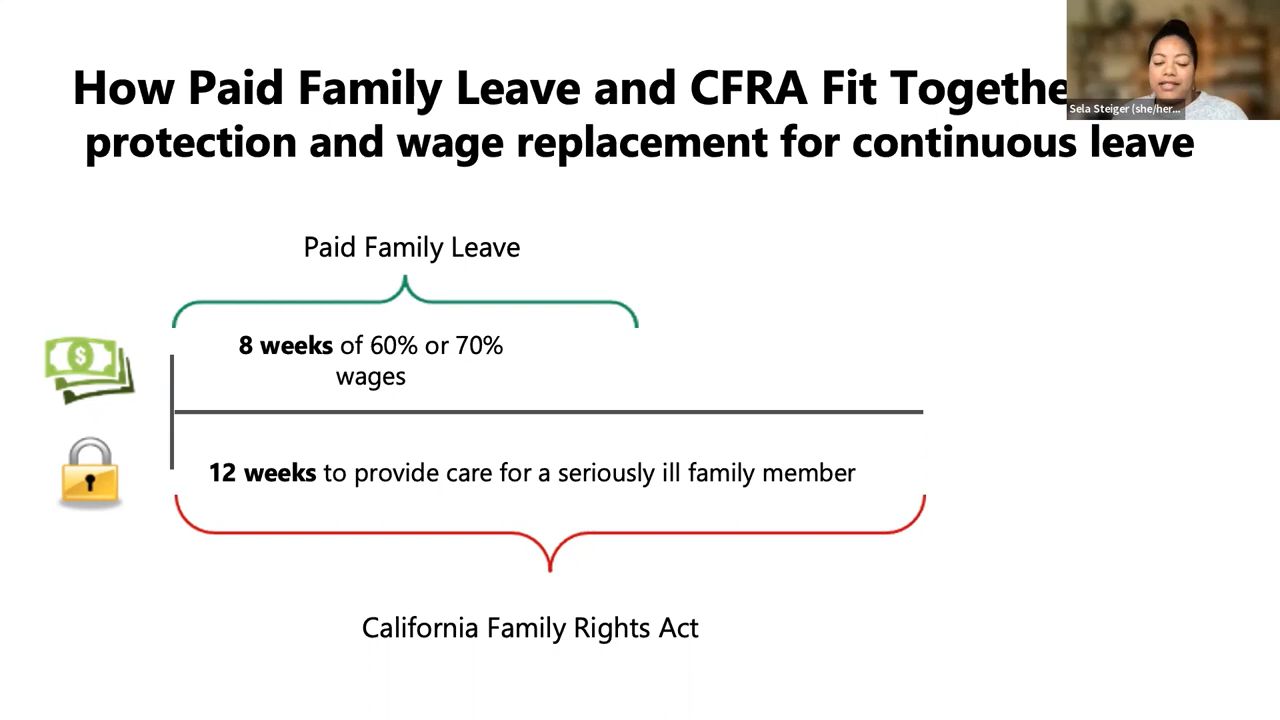 How Paid Family Leave and CFRA Fit Togethe
protection and wage replacement for continuous leave
Sela Steiger (she/her...
Paid Family Leave
8 weeks of 60% or 70%
wages
$
12 weeks to provide care for a seriously ill family member
California Family Rights Act